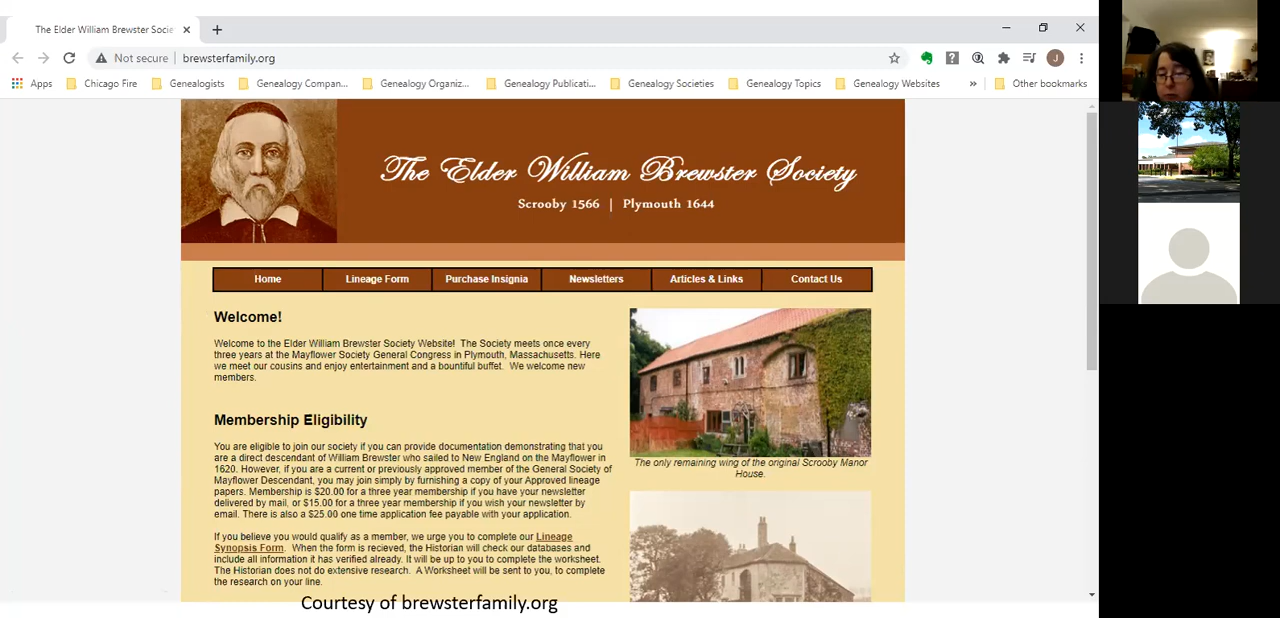 The Elder William Brewster Socie
Not secure
brewsterfamily.org
J
Apps
Chicago Fire
Genealogists
Genealogy Compan...
Genealogy Organiz...
Genealogy Publicati...
Genealogy Societies
Genealogy Topics
Genealogy Websites
»
Other bookmarks
The Elder William Brewster Society
Scrooby 1566 | Plymouth 1644
Home
Lineage Form
Purchase Insignia
Newsletters
Articles & Links
Contact Us
Welcome!
Welcome to the Elder William Brewster Society Website! The Society meets once every
three years at the Mayflower Society General Congress in Plymouth, Massachusetts. Here
we meet our cousins and enjoy entertainment and a bountiful buffet. We welcome new
members.
Membership Eligibility
You are eligible to join our society if you can provide documentation demonstrating that you
are a direct descendant of William Brewster who sailed to New England on the Mayflower in
1620. However, if you are a current or previously approved member of the General Society of
Mayflower Descendant, you may join simply by furnishing a copy of your Approved lineage
papers. Membership is $20.00 for a three year membership if you have your newsletter
delivered by mail, or $15.00 for a three year membership if you wish your newsletter by
email. There is also a $25.00 one time application fee payable with your application.
If you believe you would qualify as a member, we urge you to complete our Lineage
Synopsis Form. When the form is recieved, the Historian will check our databases and
include all information it has verified already. It will be up to you to complete the worksheet.
The Historian does not do extensive research. A Worksheet will be sent to you, to complete
the research on your line.
The only remaining wing of the original Scrooby Manor
House.
Courtesy of brewsterfamily.org